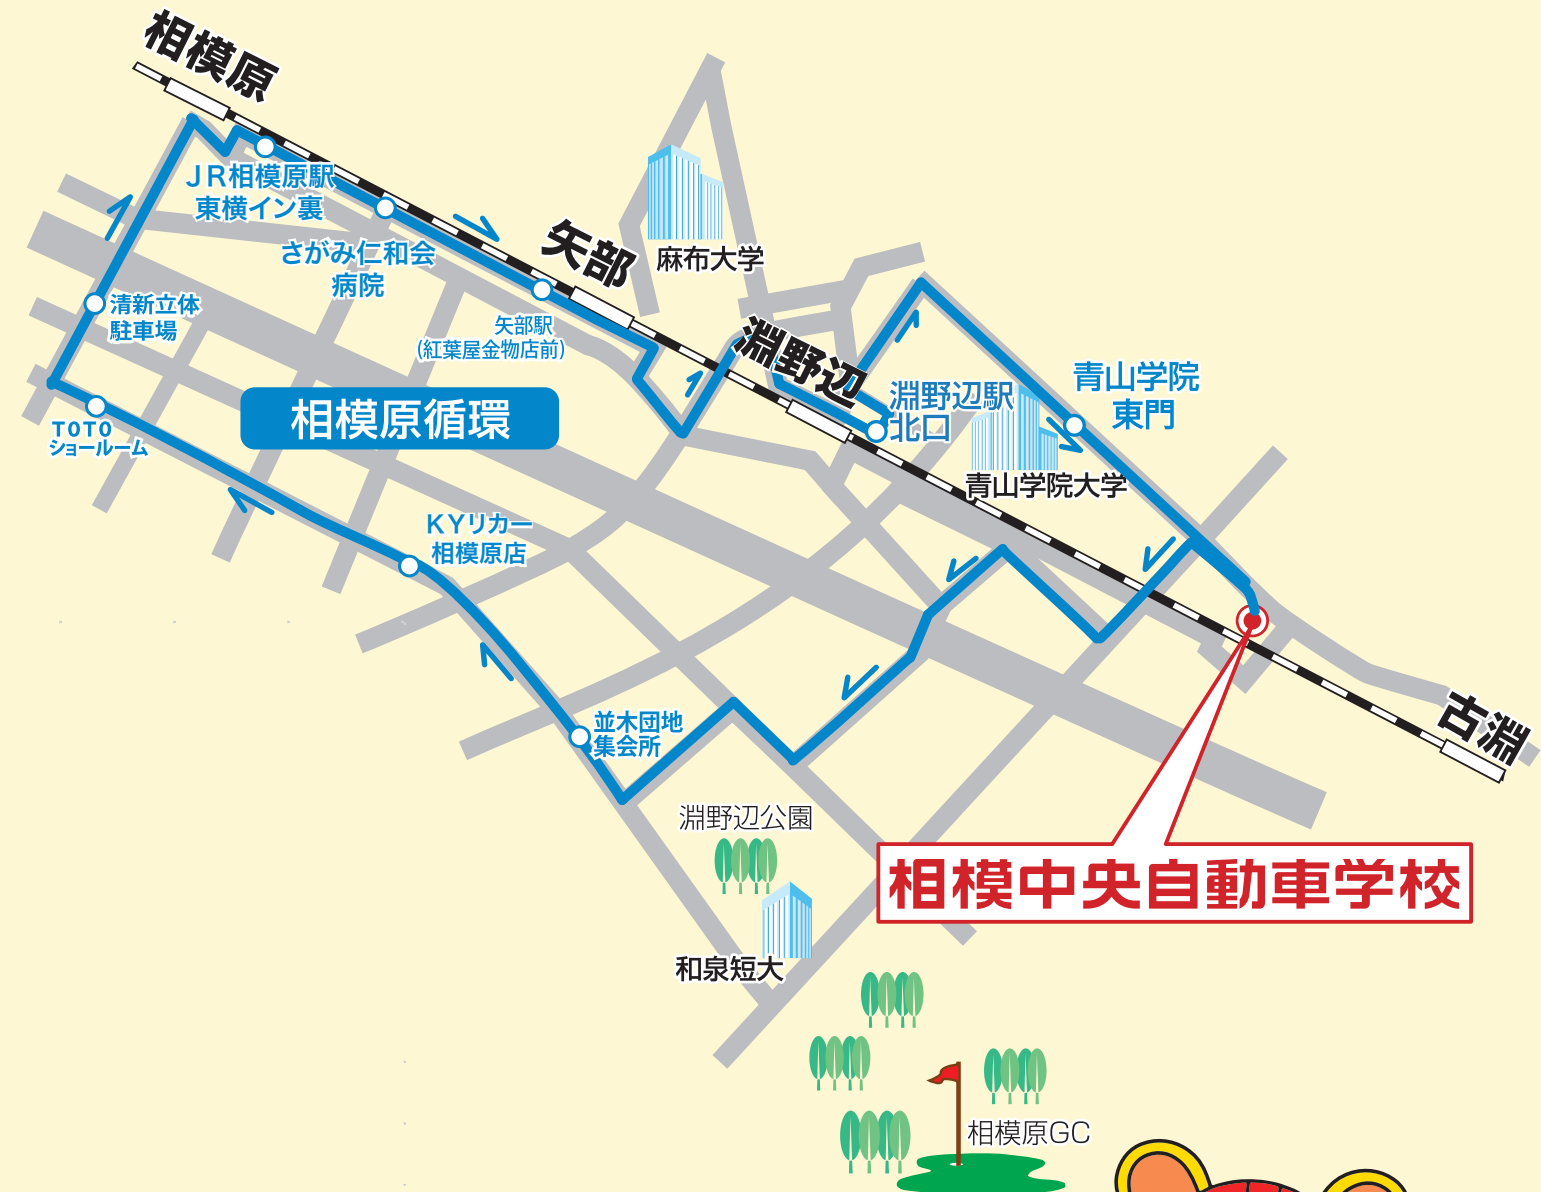 相模原
JR相模原駅
東横イン裏
さがみ仁和会
病院
矢部
麻布大学
清新立体
駐車場
矢部駅
(紅葉屋金物店前)
淵野辺
淵野辺駅
北口
青山学院
東門
相模原循環
TOTO
ショールーム
青山学院大学
KYリカー
相模原店
並木団地
集会所
古淵
淵野辺公園
相模中央自動車学校
和泉短大
相模原GC